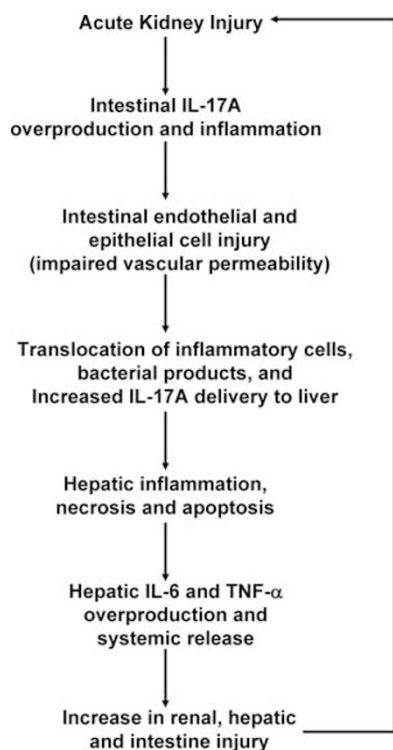 Acute Kidney Injury
Intestinal IL-17A
overproduction and inflammation
Intestinal endothelial and
epithelial cell injury
(impaired vascular permeability)
Translocation of inflammatory cells,
bacterial products, and
Increased IL-17A delivery to liver
Hepatic inflammation,
necrosis and apoptosis
Hepatic IL-6 and TNF-α
overproduction and
systemic release
Increase in renal, hepatic
and intestine injury